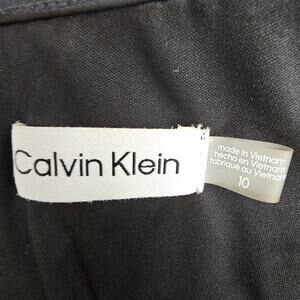 Calvin Klein
made in Vietnam
hecho en Vietnam
fabriqué au Vietnam
10